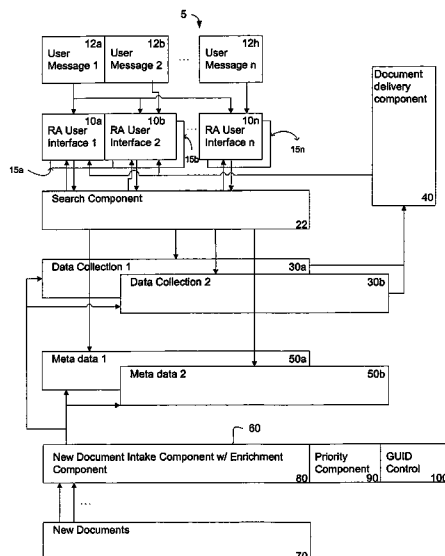 5
12a
User Message 1
12b
User Message 2
...
12h
User Message n
Document delivery component
40
10a
RA User Interface 1
10b
RA User Interface 2
...
10n
RA User Interface n
15a
15b
15n
Search Component
22
Data Collection 1
30a
Data Collection 2
30b
Meta data 1
50a
Meta data 2
50b
60
New Document Intake Component w/ Enrichment Component
80
Priority Component
90
GUID Control
100
...
New Documents
70